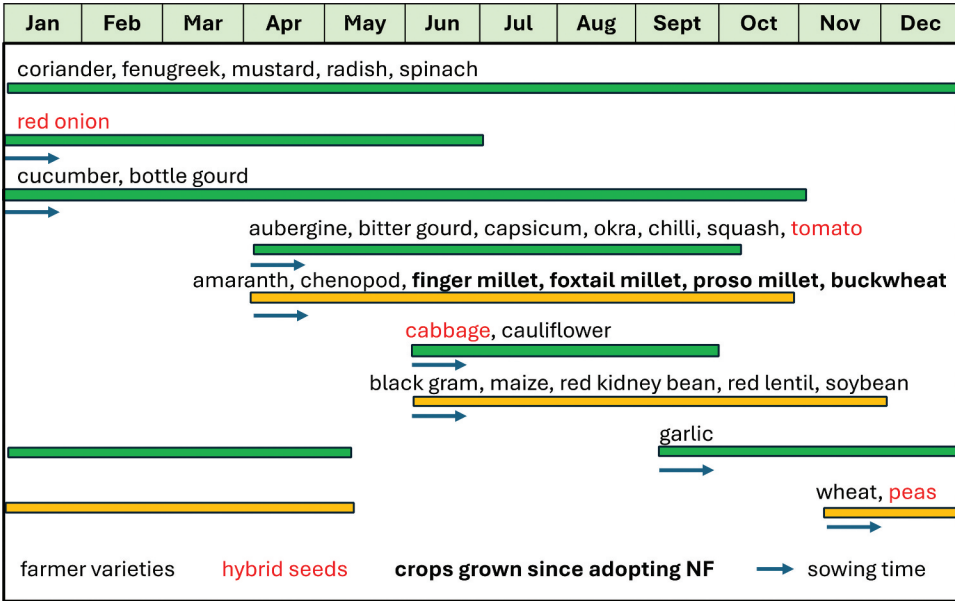 Jan Feb Mar Apr May Jun Jul Aug Sept Oct Nov Dec
coriander, fenugreek, mustard, radish, spinach
red onion
cucumber, bottle gourd
aubergine, bitter gourd, capsicum, okra, chilli, squash, tomato
amaranth, chenopod, finger millet, foxtail millet, proso millet, buckwheat
cabbage, cauliflower
black gram, maize, red kidney bean, red lentil, soybean
garlic
wheat, peas
farmer varieties hybrid seeds crops grown since adopting NF sowing time